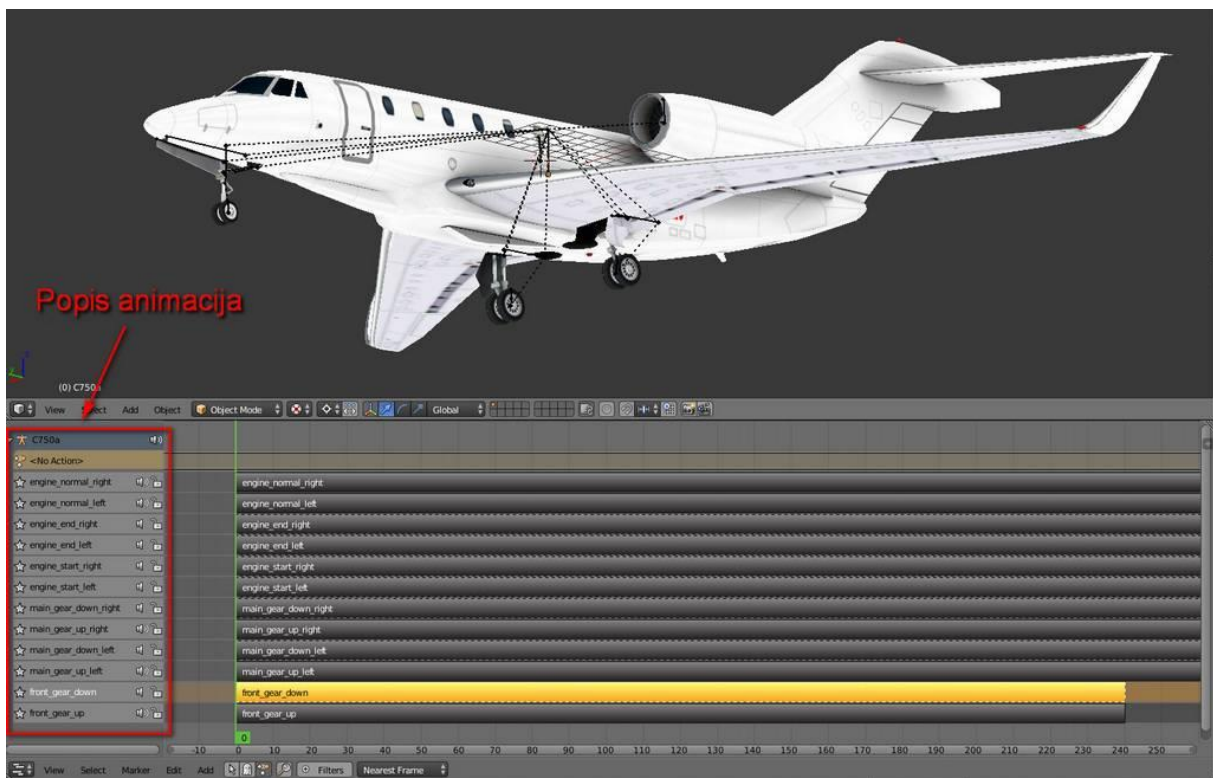 Popis animacija
(0) C750a
View Select Add Object Object Mode Global
C750a
<No Action>
engine_normal_right engine_normal_right
engine_normal_left engine_normal_left
engine_end_right engine_end_right
engine_end_left engine_end_left
engine_start_right engine_start_right
engine_start_left engine_start_left
main_gear_down_right main_gear_down_right
main_gear_up_right main_gear_up_right
main_gear_down_left main_gear_down_left
main_gear_up_left main_gear_up_left
front_gear_down front_gear_down
front_gear_up front_gear_up
0
-10 0 10 20 30 40 50 60 70 80 90 100 110 120 130 140 150 160 170 180 190 200 210 220 230 240 250
View Select Marker Edit Add Filters Nearest Frame